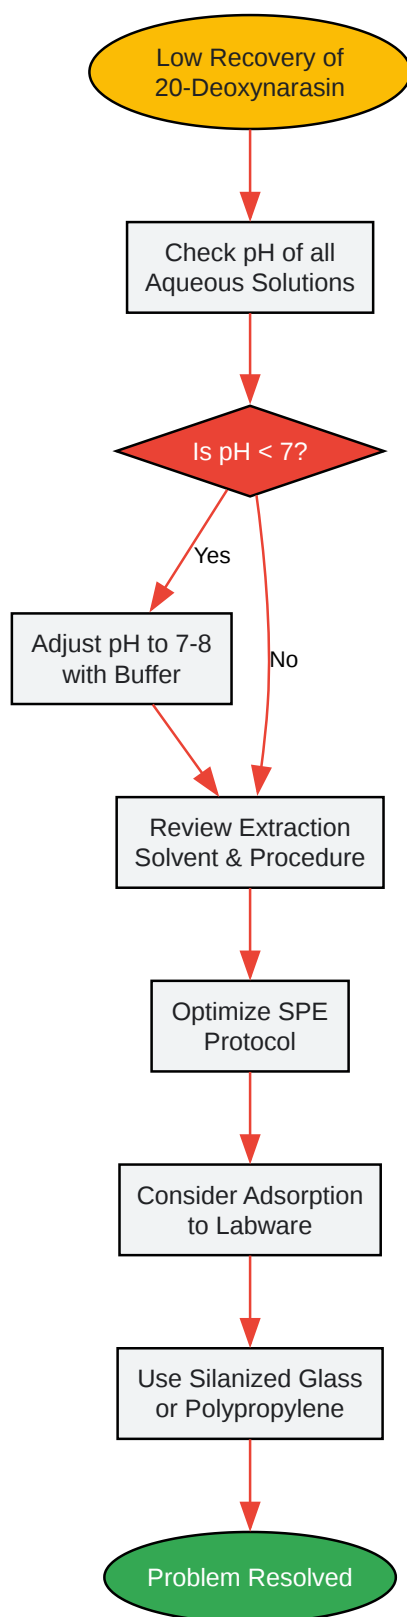 Low Recovery of
20-Deoxynarasin
Check pH of all
Aqueous Solutions
Is pH < 7?
Yes
Adjust pH to 7-8
with Buffer
No
Review Extraction
Solvent & Procedure
Optimize SPE
Protocol
Consider Adsorption
to Labware
Use Silanized Glass
or Polypropylene
Problem Resolved